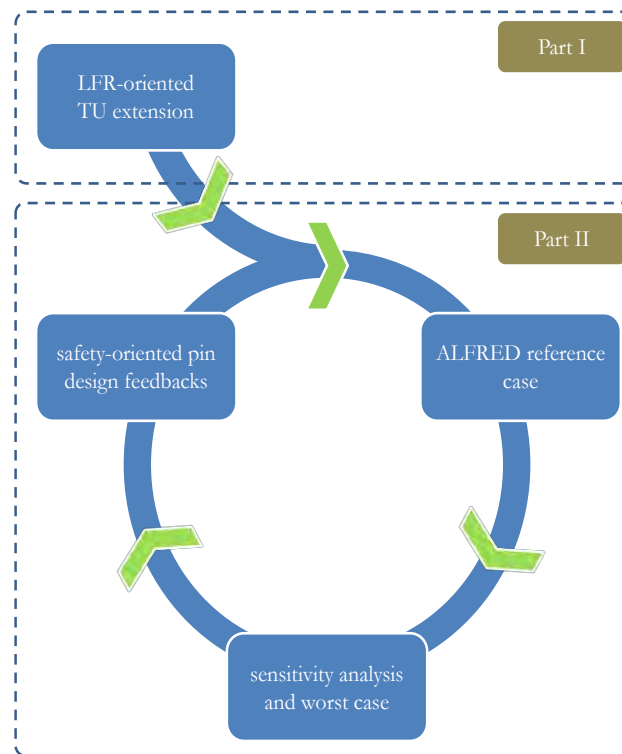 Part I
LFR-oriented
TU extension
Part II
safety-oriented pin
design feedbacks
ALFRED reference
case
sensitivity analysis
and worst case